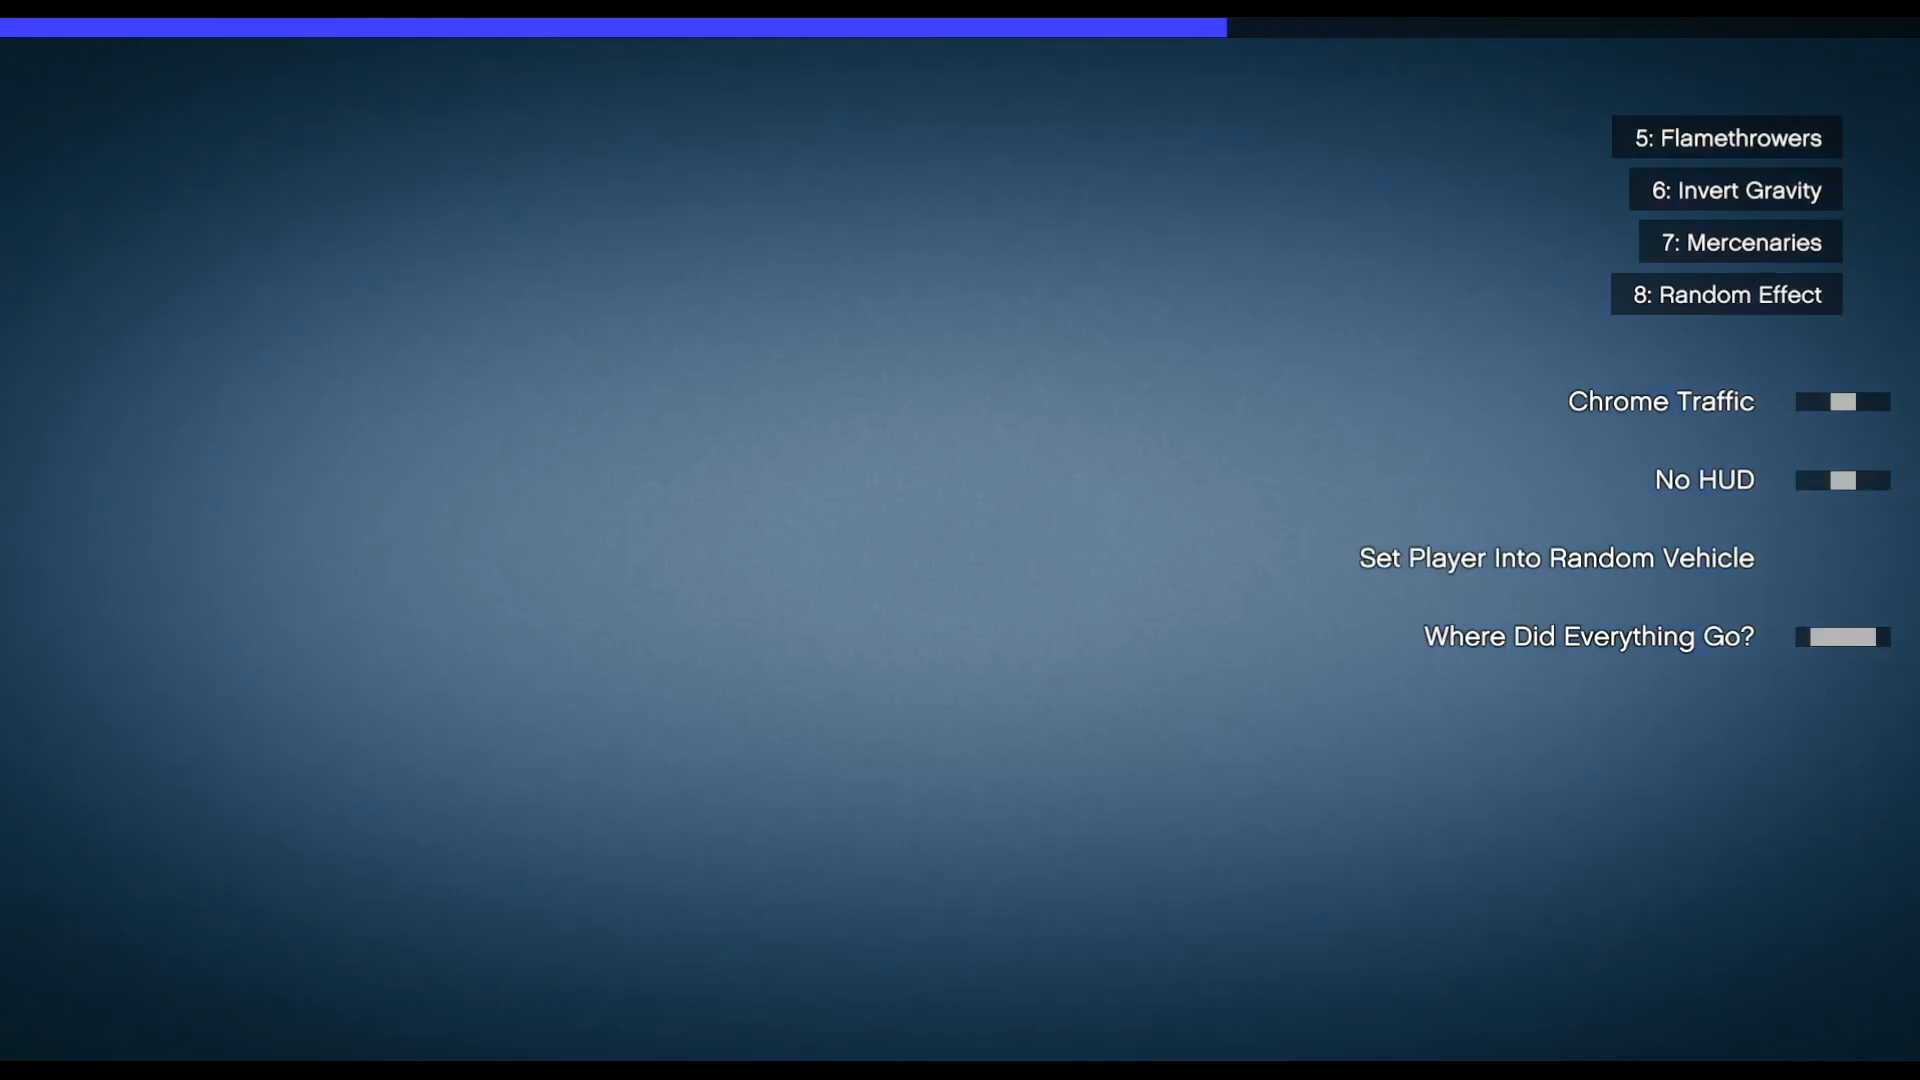 5: Flamethrowers
6: Invert Gravity
7: Mercenaries
8: Random Effect
Chrome Traffic
No HUD
Set Player Into Random Vehicle
Where Did Everything Go?